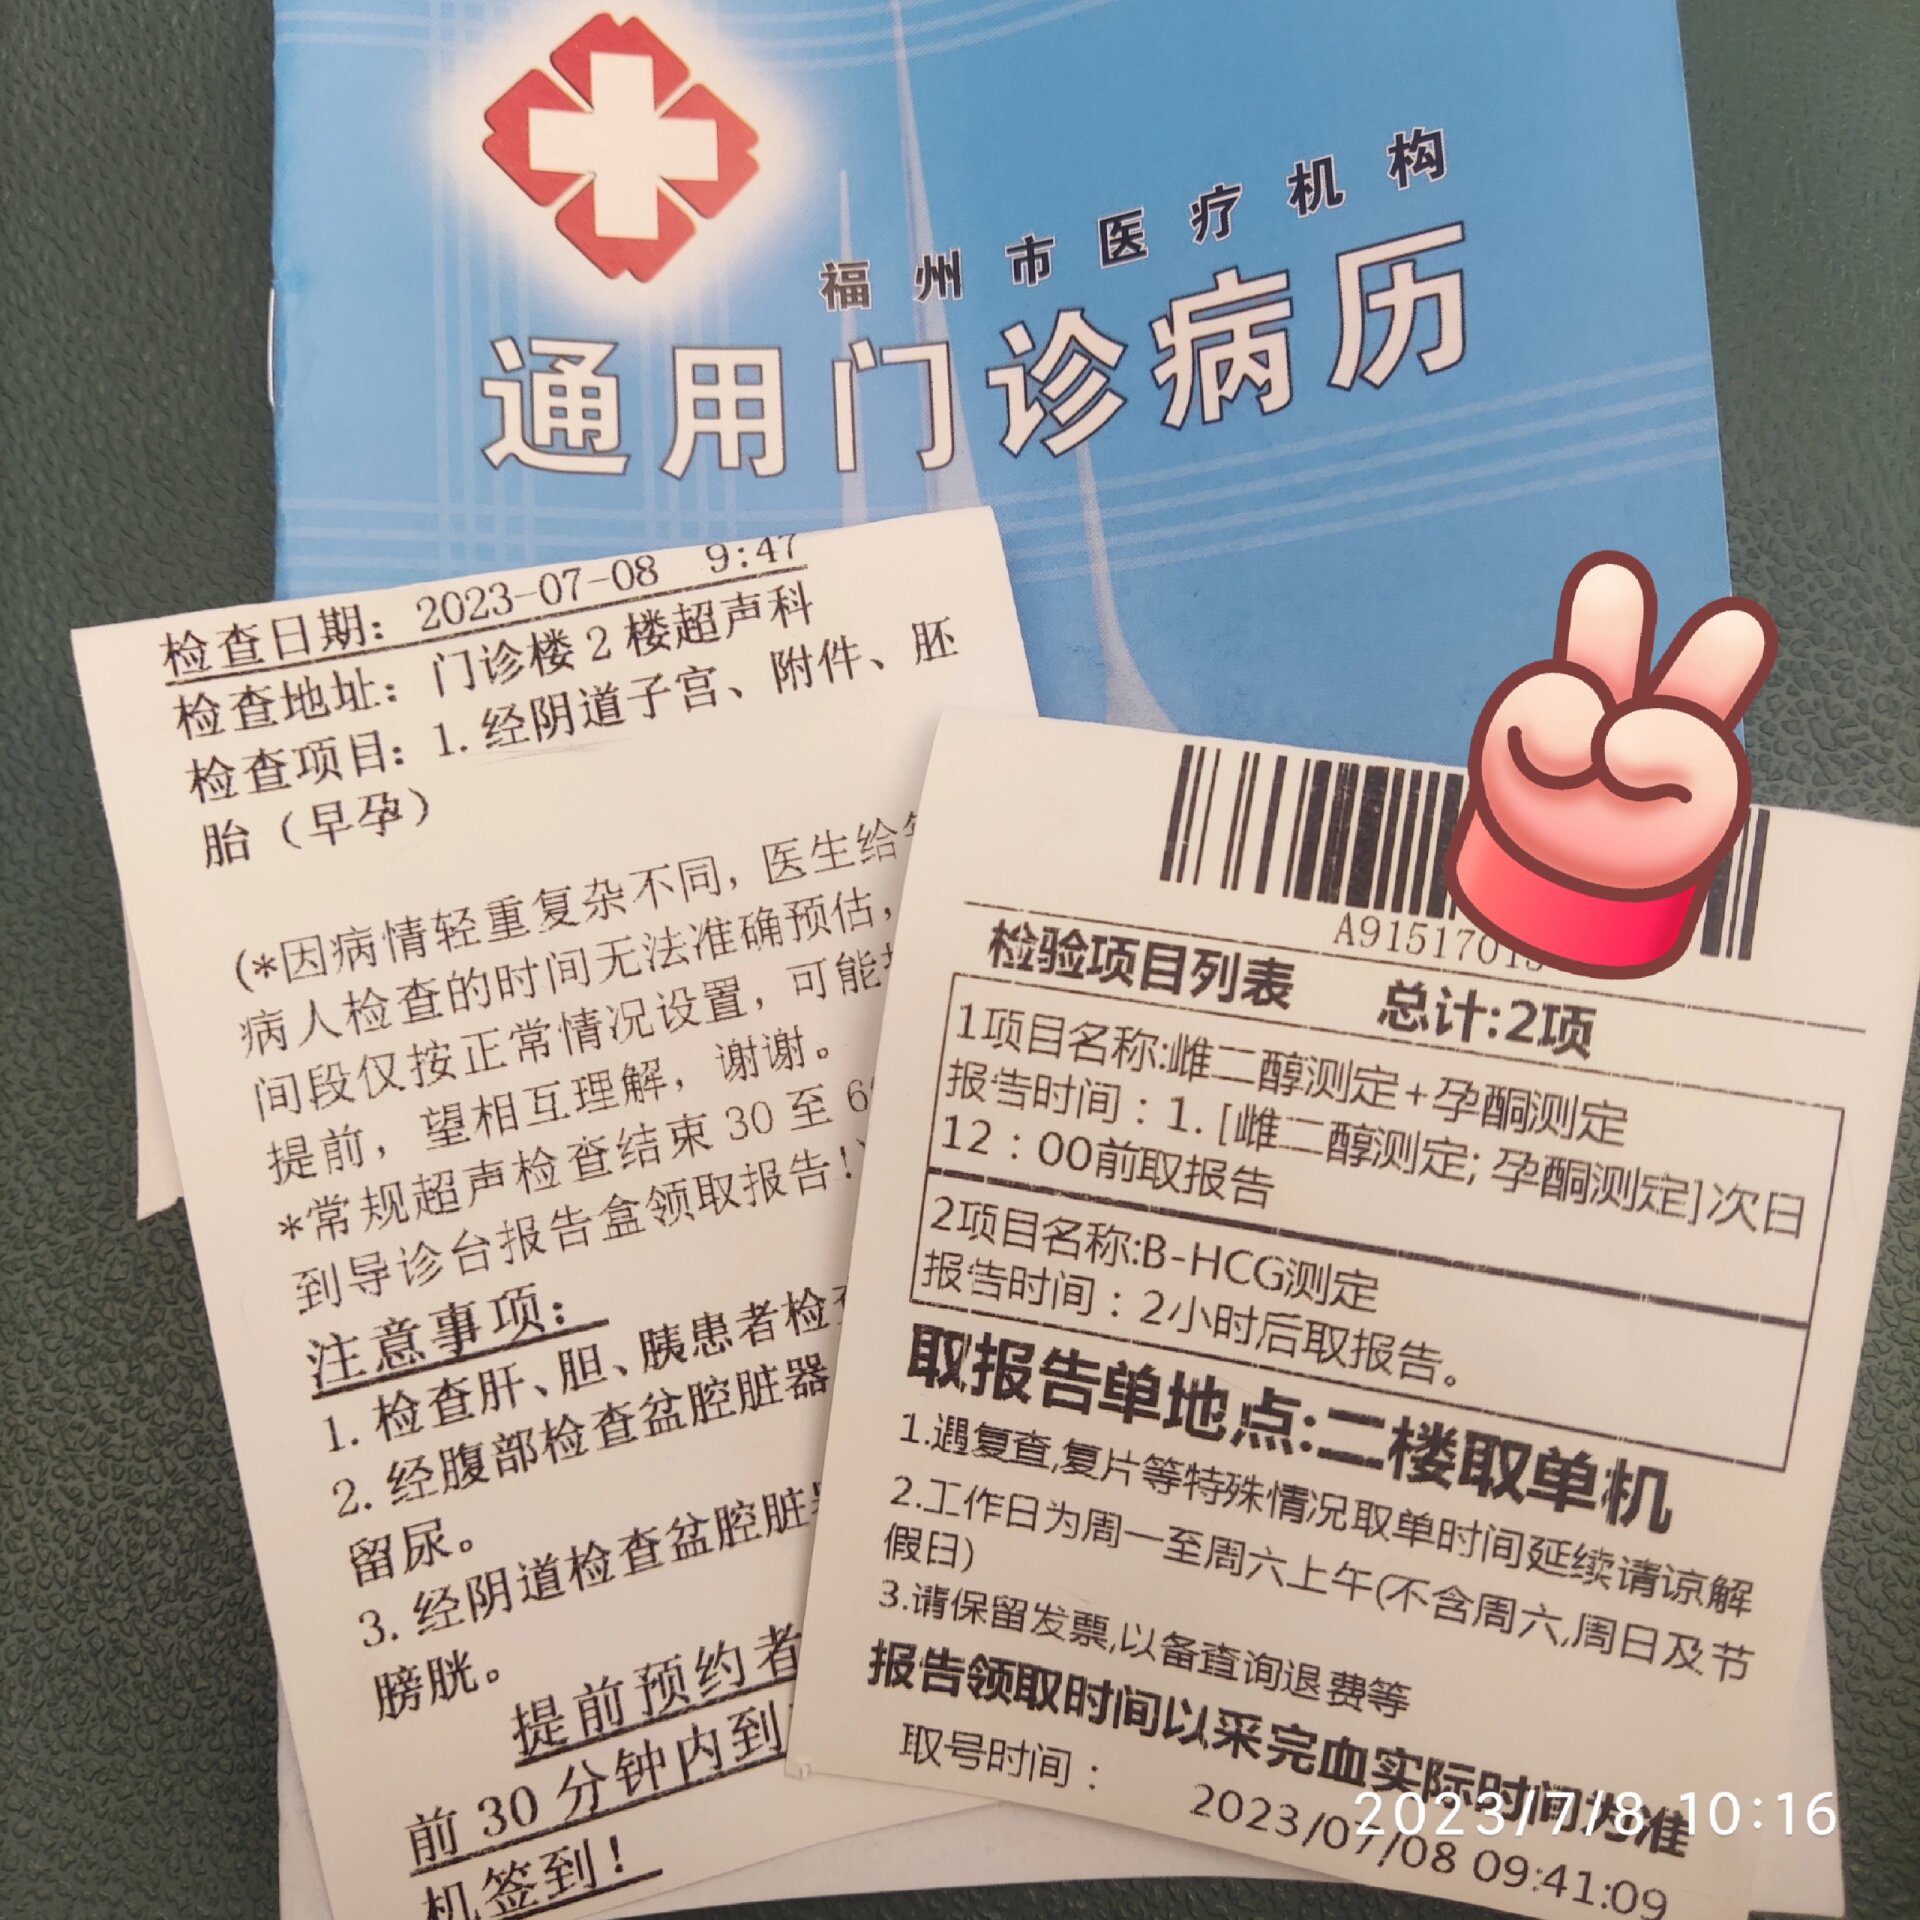 福州市医疗机构
通用门诊病历
检查日期：2023-07-08 9:47
检查地址：门诊楼2楼超声科
检查项目：1.经阴道子宫、附件、胚
胎（早孕）
(*因病情轻重复杂不同，医生给
病人检查的时间无法准确预估，
间段仅按正常情况设置，可能
提前，望相互理解，谢谢。
*常规超声检查结束30至6
到导诊台报告盒领取报告！)
注意事项：
1.检查肝、胆、胰患者检
2.经腹部检查盆腔脏器
留尿。
3.经阴道检查盆腔脏
膀胱。
提前预约者
前30分钟内到
机签到！
A9151701
检验项目列表 总计:2项
1项目名称:雌二醇测定+孕酮测定
报告时间：1.[雌二醇测定;孕酮测定]次日
12：00前取报告
2项目名称:B-HCG测定
报告时间：2小时后取报告。
取报告单地点:二楼取单机
1.遇复查,复片等特殊情况取单时间延续请谅解
2.工作日为周一至周六上午(不含周六,周日及节
假日)
3.请保留发票,以备查询退费等
报告领取时间以采完血实际时间为准
取号时间： 2023/07/08 09:41:09
2023/7/8 10:16